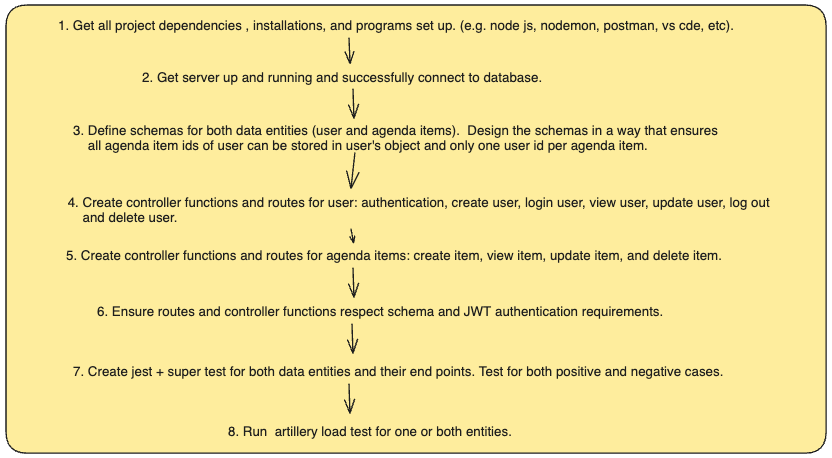 1. Get all project dependencies , installations, and programs set up. (e.g. node js, nodemon, postman, vs cde, etc).
2. Get server up and running and successfully connect to database.
3. Define schemas for both data entities (user and agenda items).  Design the schemas in a way that ensures
all agenda item ids of user can be stored in user's object and only one user id per agenda item.
4. Create controller functions and routes for user: authentication, create user, login user, view user, update user, log out
and delete user.
5. Create controller functions and routes for agenda items: create item, view item, update item, and delete item.
6. Ensure routes and controller functions respect schema and JWT authentication requirements.
7. Create jest + super test for both data entities and their end points. Test for both positive and negative cases.
8. Run  artillery load test for one or both entities.